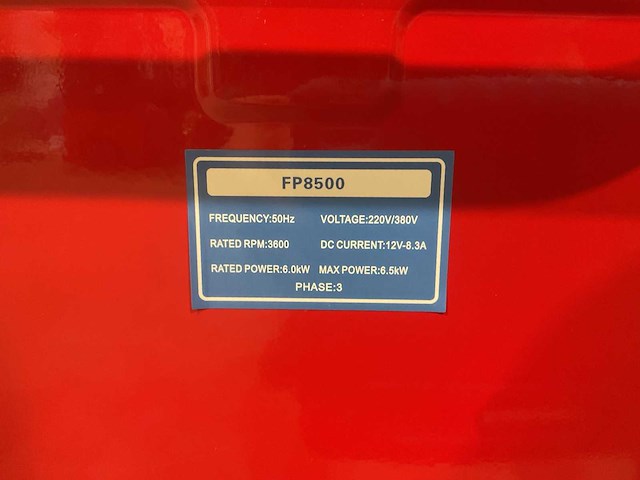 FP8500
FREQUENCY:50Hz VOLTAGE:220V/380V
RATED RPM:3600 DC CURRENT:12V-8.3A
RATED POWER:6.0kW MAX POWER:6.5kW
PHASE:3